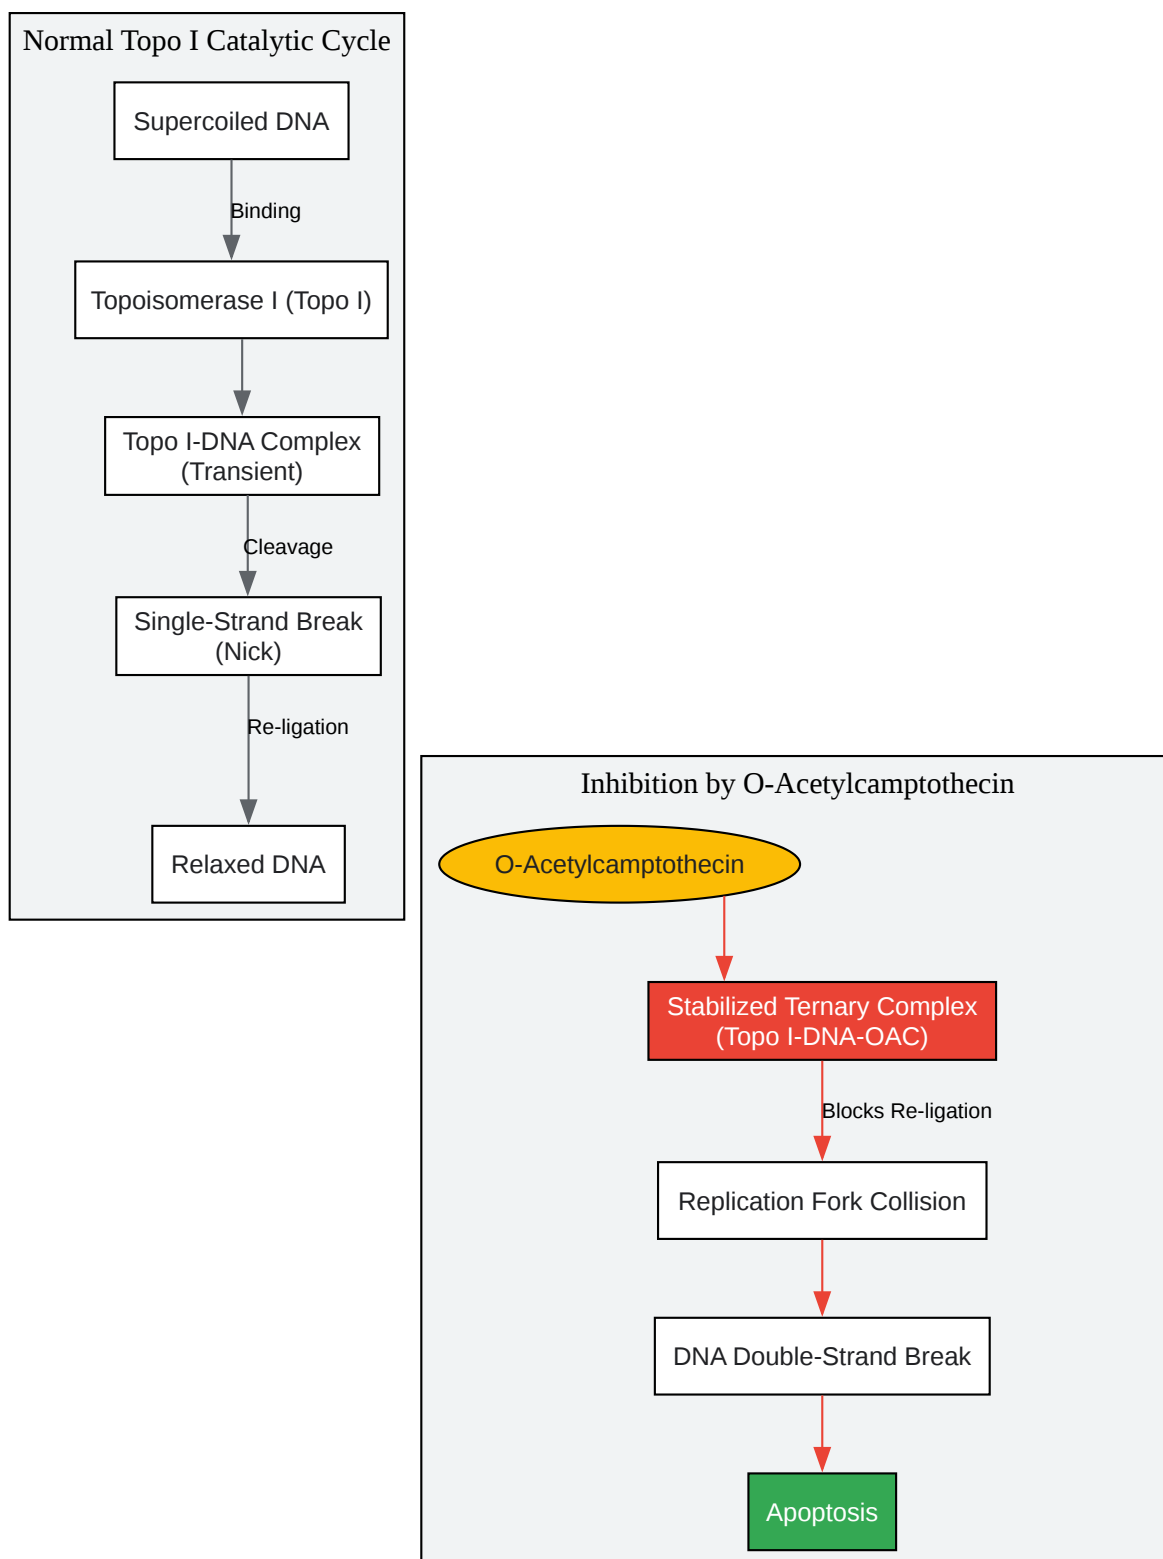 Normal Topo I Catalytic Cycle
Supercoiled DNA
Binding
Topoisomerase I (Topo I)
Topo I-DNA Complex
(Transient)
Cleavage
Single-Strand Break
(Nick)
Re-ligation
Relaxed DNA
Inhibition by O-Acetylcamptothecin
O-Acetylcamptothecin
Stabilized Ternary Complex
(Topo I-DNA-OAC)
Blocks Re-ligation
Replication Fork Collision
DNA Double-Strand Break
Apoptosis